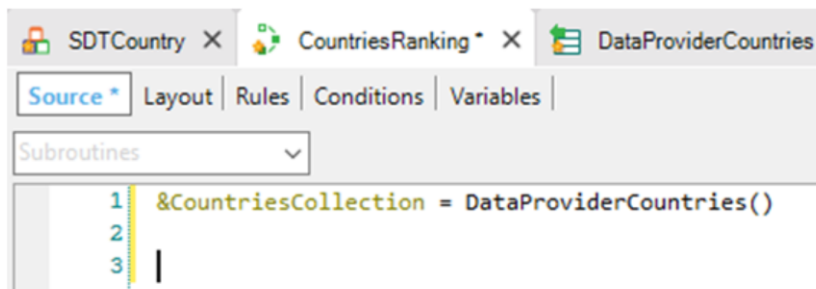 SDTCountry CountriesRanking * DataProviderCountries
Source * Layout Rules Conditions Variables
Subroutines
1 &CountriesCollection = DataProviderCountries()
2
3